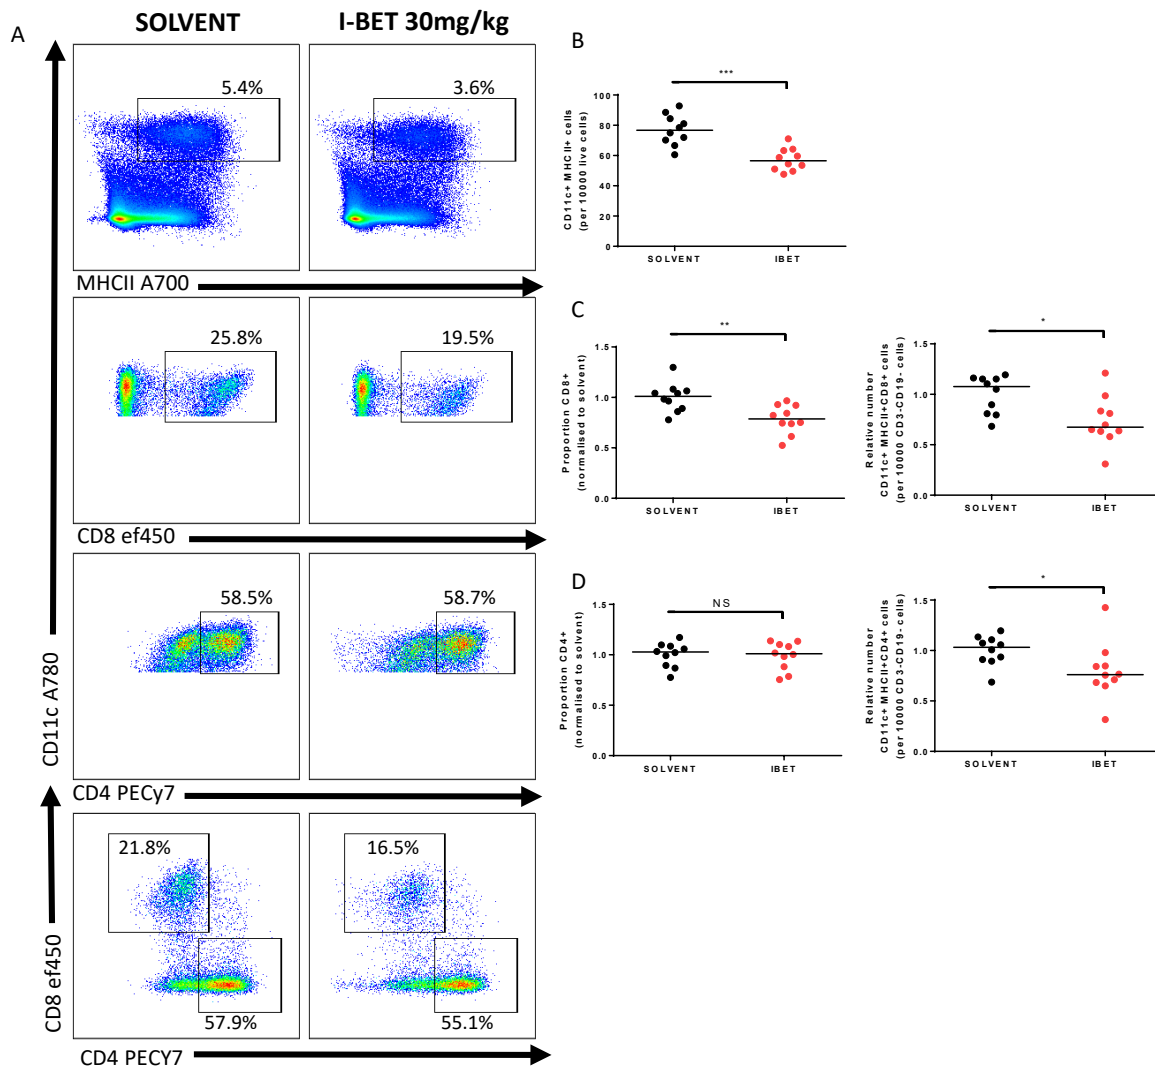 A
SOLVENT
I-BET 30mg/kg
5.4%
3.6%
MHCII A700
25.8%
19.5%
CD8 ef450
58.5%
58.7%
CD11c A780
CD4 PECy7
21.8%
16.5%
57.9%
55.1%
CD8 ef450
CD4 PECY7
B
***
CD11c+ MHCII+ cells
(per 10000 live cells)
100
80
60
40
20
0
SOLVENT
IBET
C
**
Proportion CD8+
(normalised to solvent)
1.5
1.0
0.5
0.0
SOLVENT
IBET
*
Relative number
CD11c+ MHCII+CD8+ cells
(per 10000 CD3-CD19- cells)
1.5
1.0
0.5
0.0
SOLVENT
IBET
D
NS
Proportion CD4+
(normalised to solvent)
1.5
1.0
0.5
0.0
SOLVENT
IBET
*
Relative number
CD11c+ MHCII+CD4+ cells
(per 10000 CD3-CD19- cells)
1.5
1.0
0.5
0.0
SOLVENT
IBET